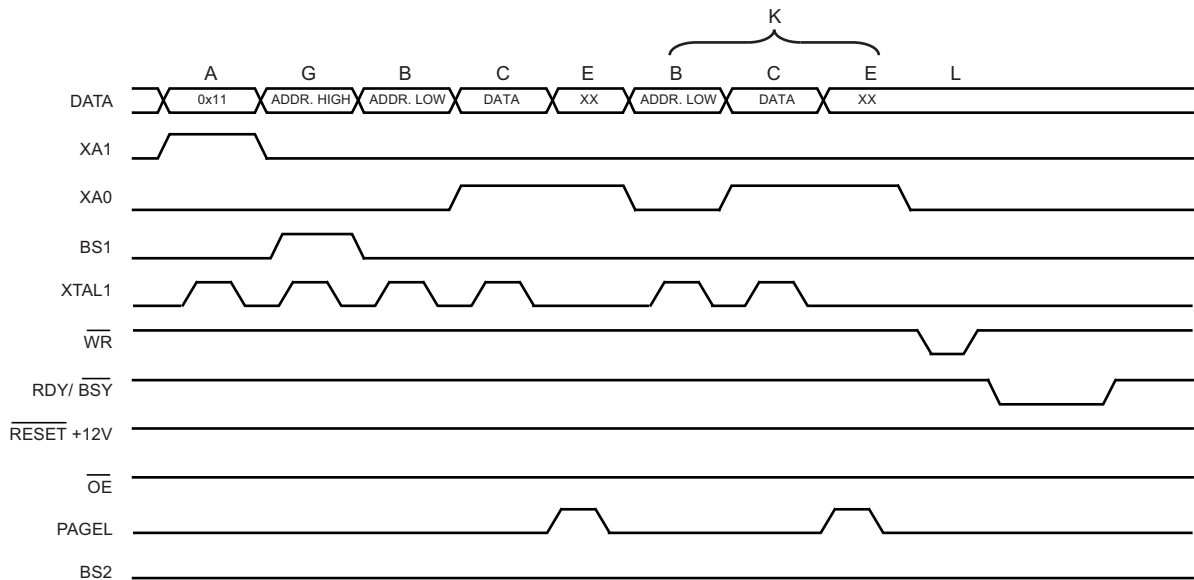 K
A G B C E B C E L
DATA 0x11 ADDR. HIGH ADDR. LOW DATA XX ADDR. LOW DATA XX
XA1
XA0
BS1
XTAL1
WR
RDY/ BSY
RESET +12V
OE
PAGEL
BS2